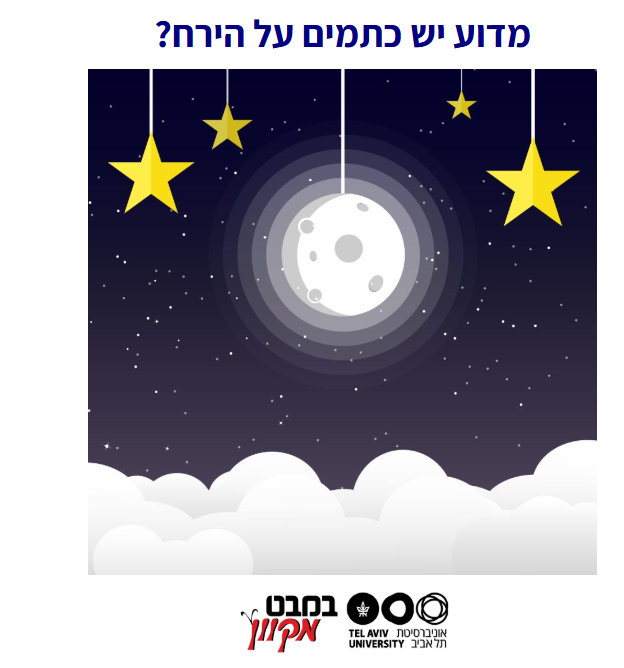 מדוע יש כתמים על הירח?
במבט
מקוון
TEL AVIV אוניברסיטת
UNIVERSITY תל אביב